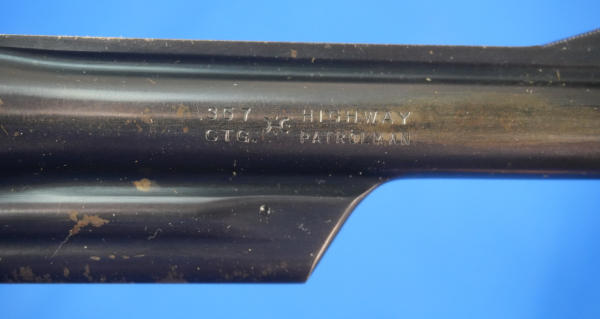 357 HIGHWAY
CTG. PATROLMAN